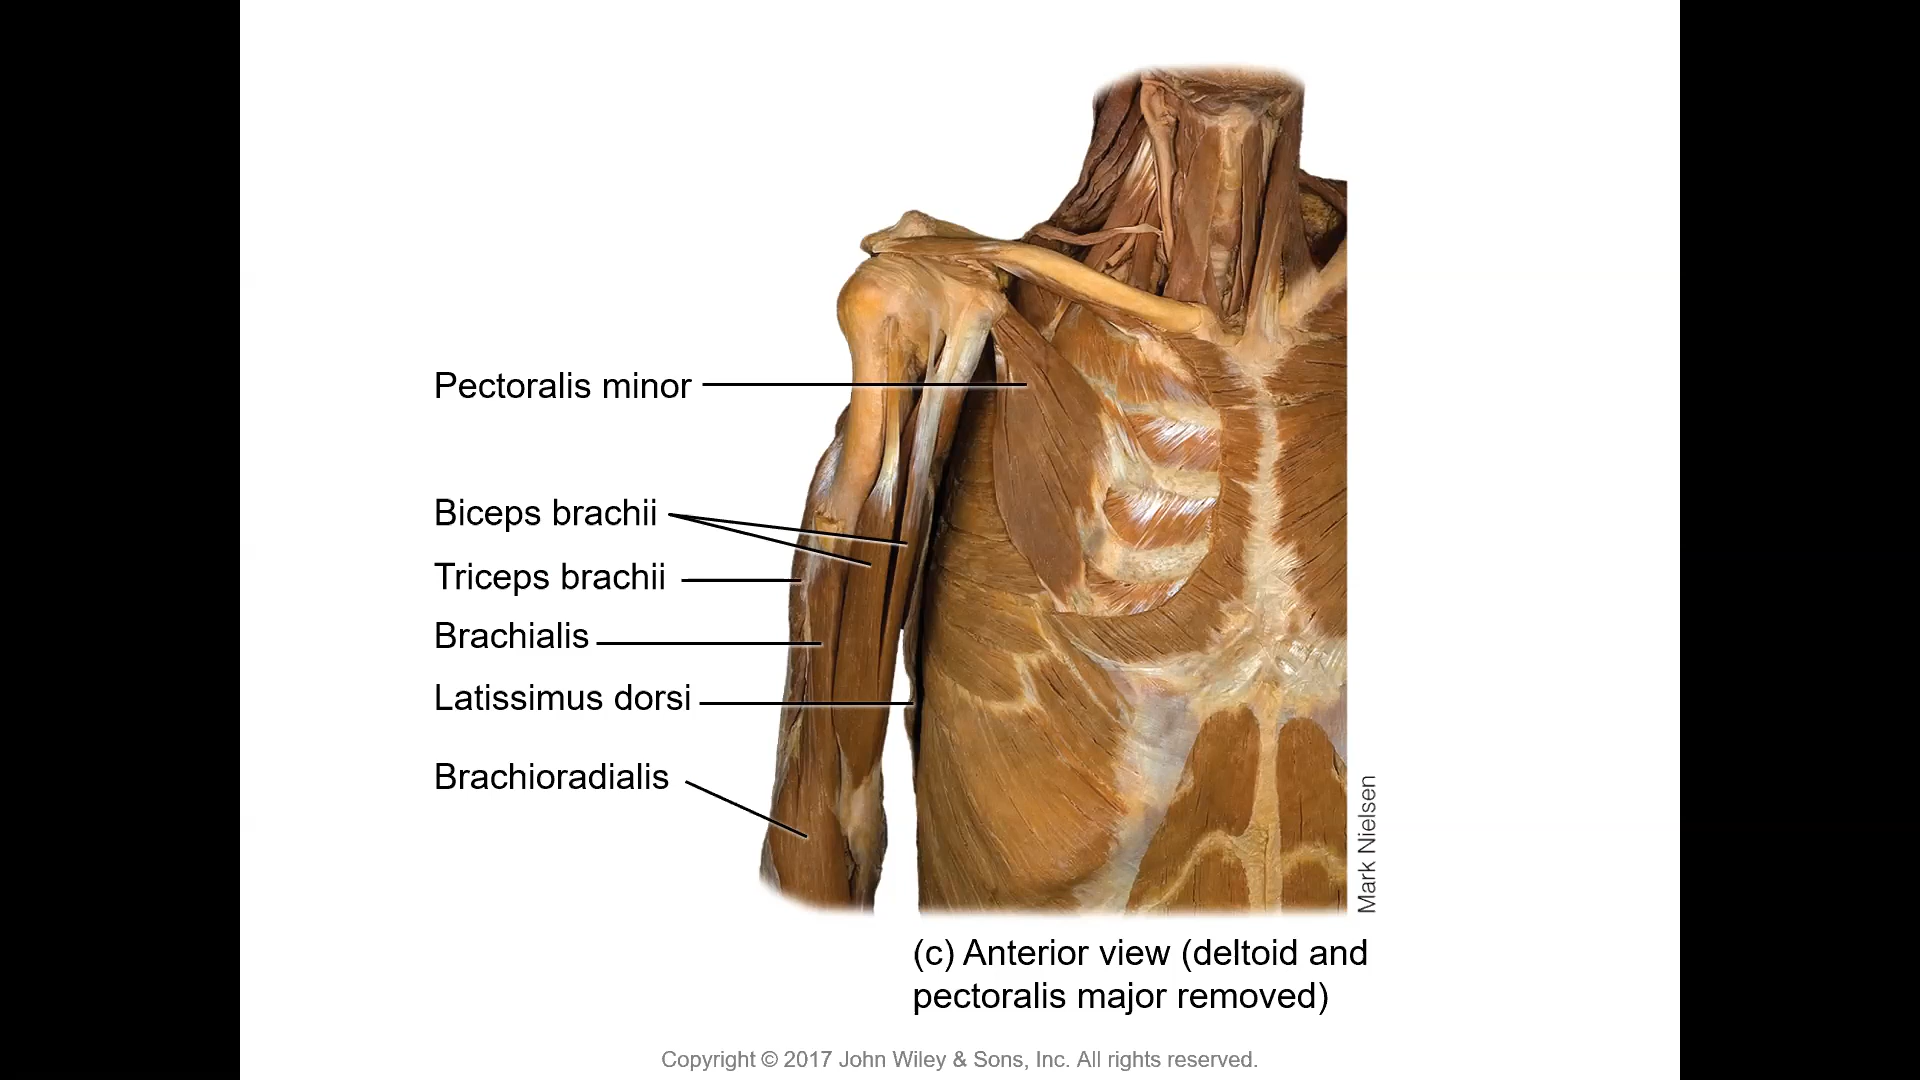 Pectoralis minor
Biceps brachii
Triceps brachii
Brachialis
Latissimus dorsi
Brachioradialis
Mark Nielsen
(c) Anterior view (deltoid and
pectoralis major removed)
Copyright © 2017 John Wiley & Sons, Inc. All rights reserved.